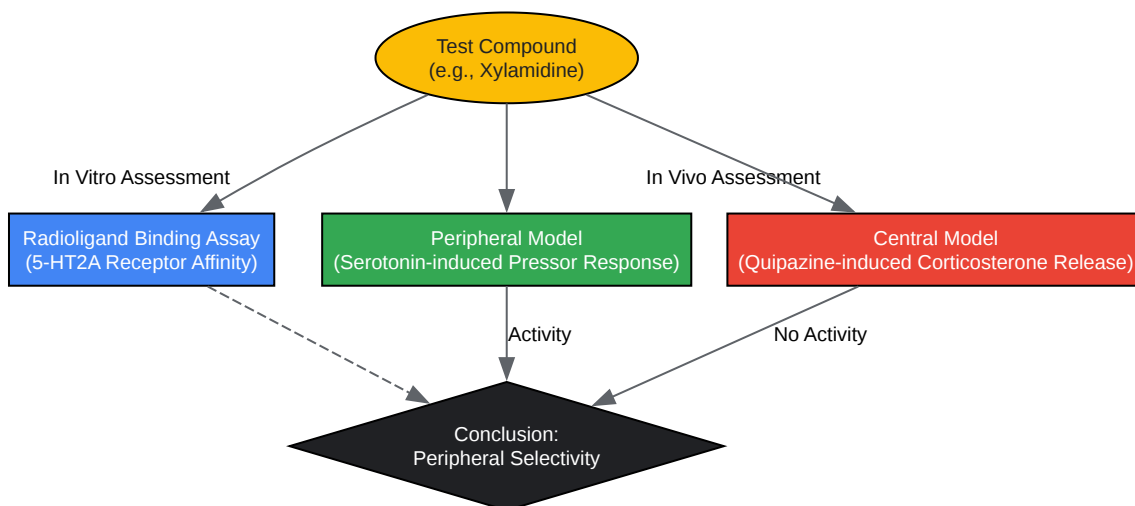 Test Compound
(e.g., Xylamidine)
In Vitro Assessment
In Vivo Assessment
Radioligand Binding Assay
(5-HT2A Receptor Affinity)
Peripheral Model
(Serotonin-induced Pressor Response)
Central Model
(Quipazine-induced Corticosterone Release)
Activity
No Activity
Conclusion:
Peripheral Selectivity